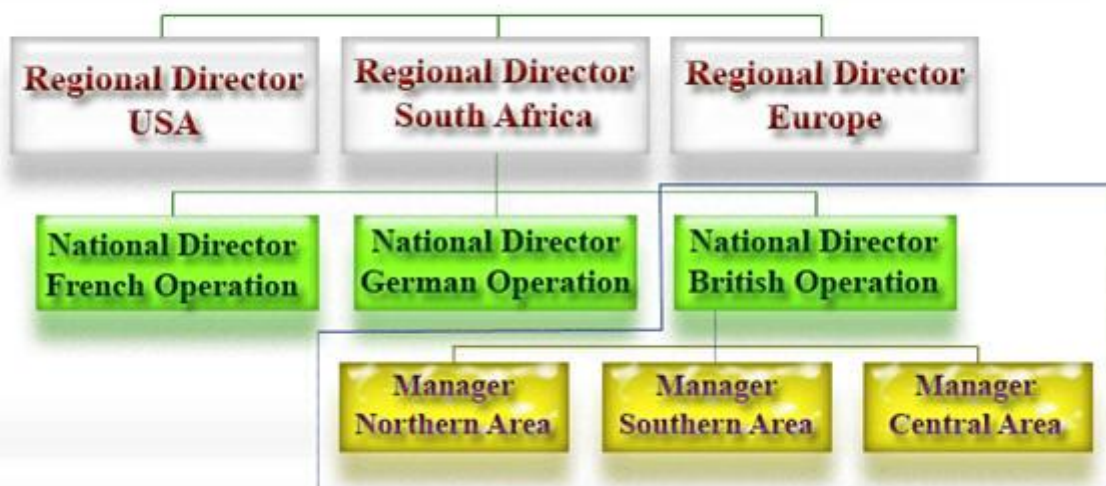 Regional Director
USA
Regional Director
South Africa
Regional Director
Europe
National Director
French Operation
National Director
German Operation
National Director
British Operation
Manager
Northern Area
Manager
Southern Area
Manager
Central Area